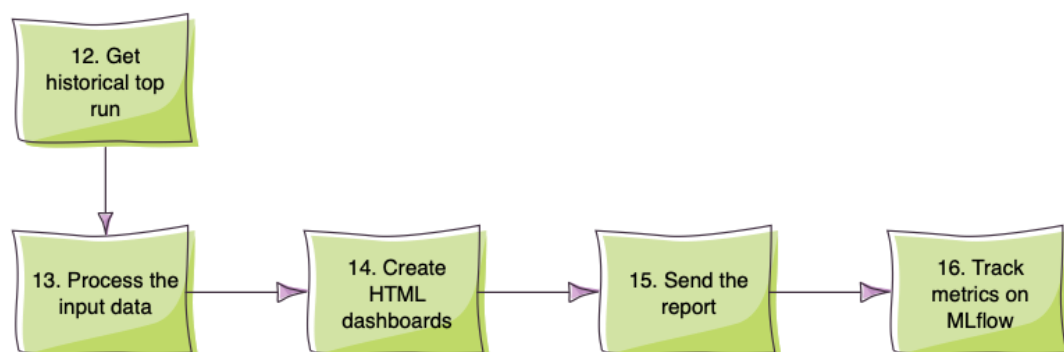 12. Get
historical top
run
13. Process the
input data
14. Create
HTML
dashboards
15. Send the
report
16. Track
metrics on
MLflow